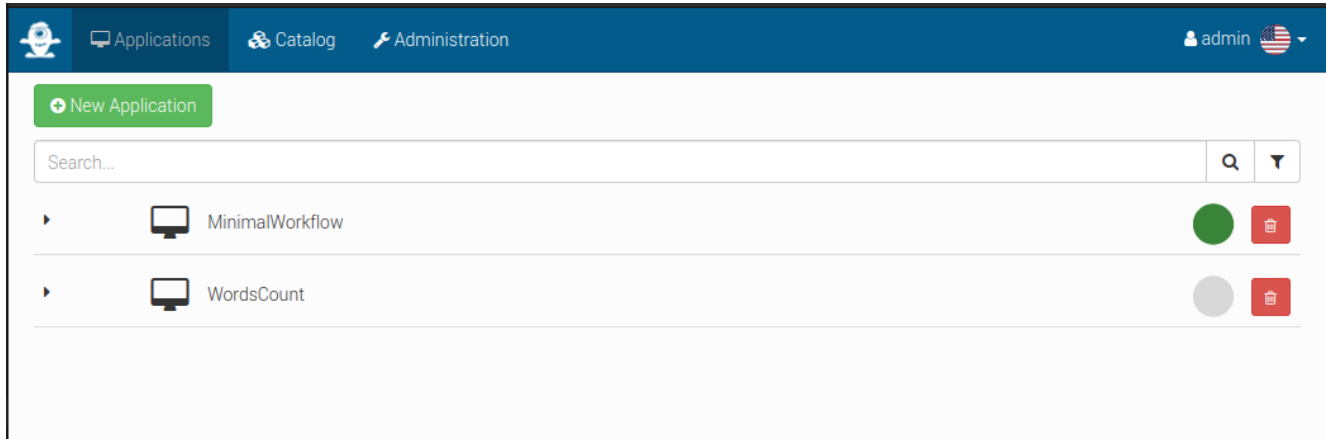 Applications Catalog Administration admin
New Application
Search...
MinimalWorkflow
WordsCount